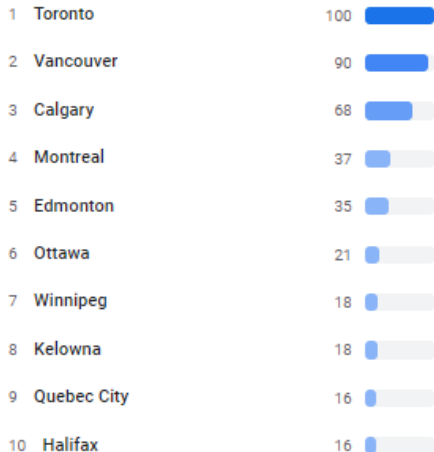 1 Toronto 100
2 Vancouver 90
3 Calgary 68
4 Montreal 37
5 Edmonton 35
6 Ottawa 21
7 Winnipeg 18
8 Kelowna 18
9 Quebec City 16
10 Halifax 16